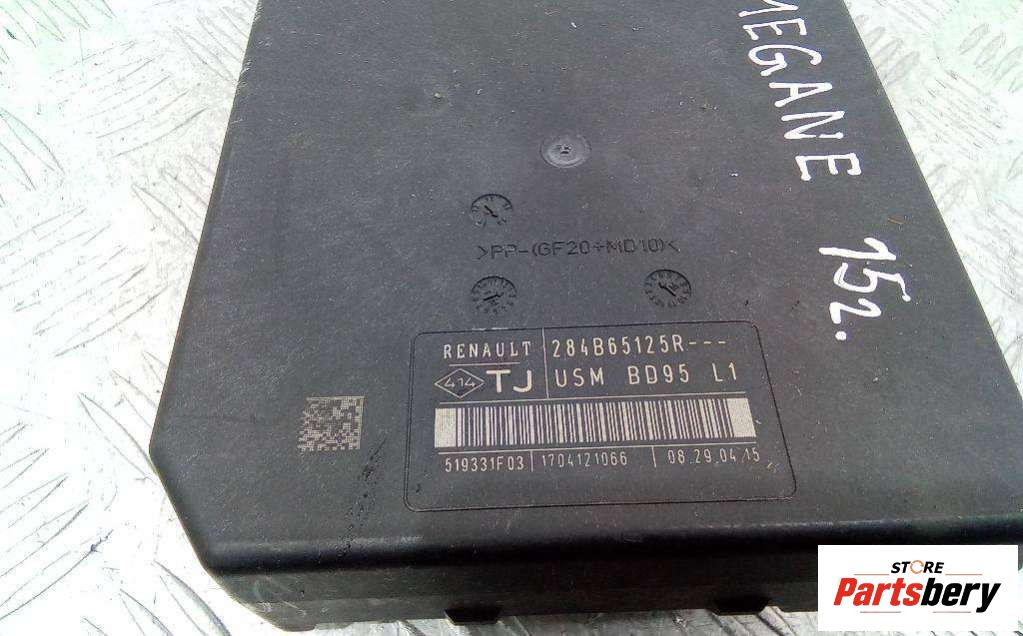 MEGANE
152.
>PP-(GF20+MD10)<
RENAULT 284B65125R---
414 TJ USM BD95 L1
519331F03 1704121066 08 29.04.15
STORE
Partsbery